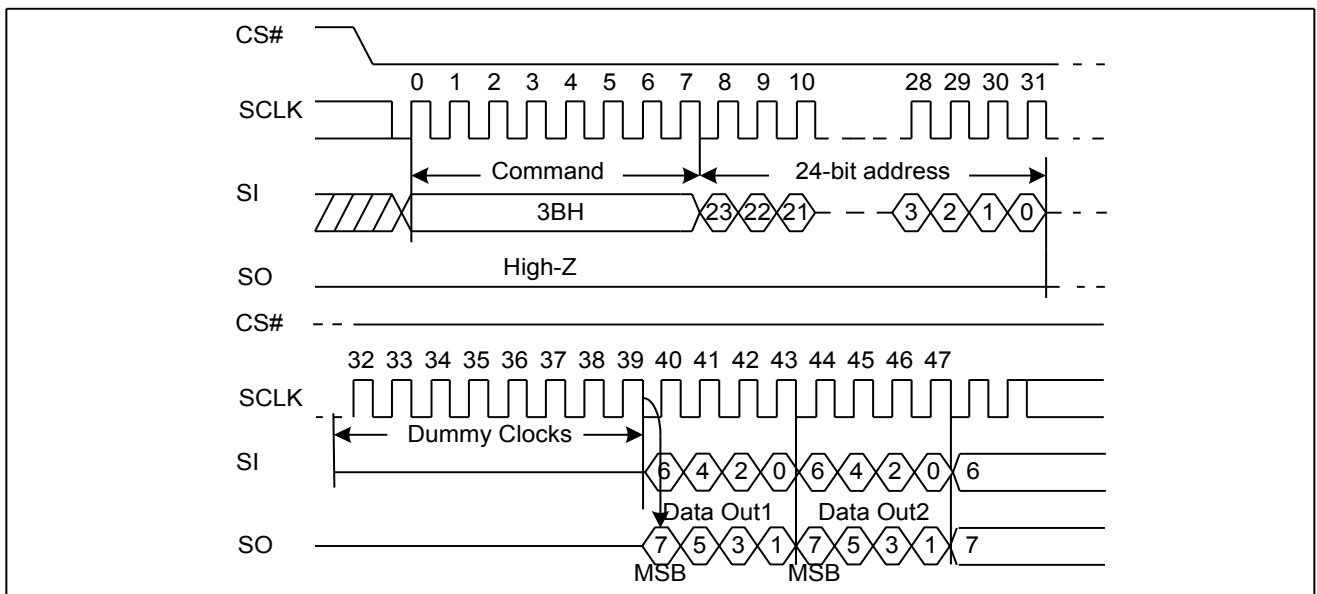 CS#
0 1 2 3 4 5 6 7 8 9 10 28 29 30 31
SCLK
Command 24-bit address
SI
3BH 23 22 21 3 2 1 0
High-Z
SO
CS#
32 33 34 35 36 37 38 39 40 41 42 43 44 45 46 47
SCLK
Dummy Clocks
SI
6 4 2 0 6 4 2 0 6
Data Out1 Data Out2
SO
7 5 3 1 7 5 3 1 7
MSB MSB